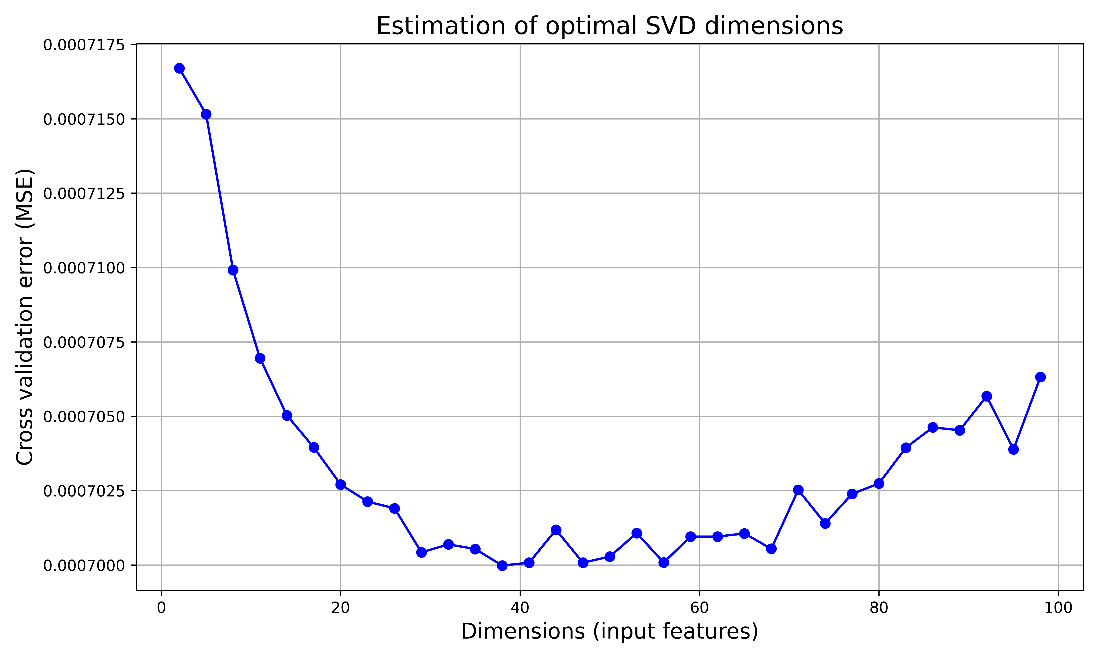 Estimation of optimal SVD dimensions
Cross validation error (MSE)
0.0007175
0.0007150
0.0007125
0.0007100
0.0007075
0.0007050
0.0007025
0.0007000
0 20 40 60 80 100
Dimensions (input features)